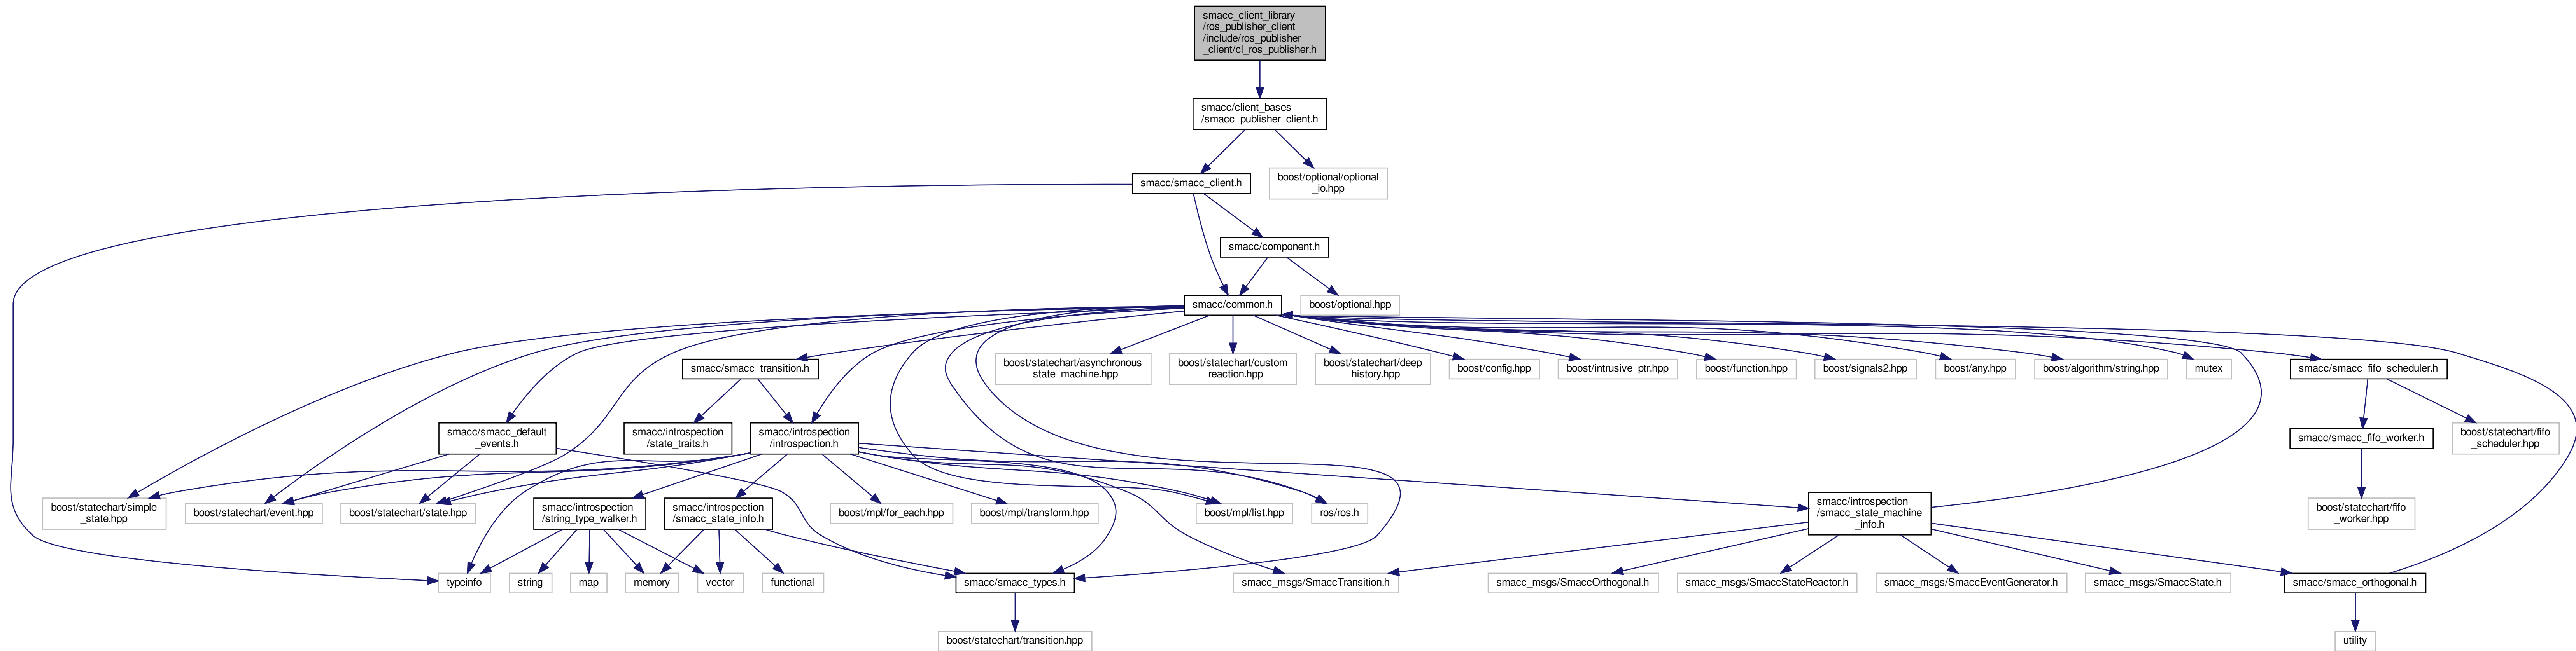 smacc_client_library
/ros_publisher_client
/include/ros_publisher
_client/cl_ros_publisher.h
smacc/client_bases
/smacc_publisher_client.h
smacc/smacc_client.h
boost/optional/optional
_io.hpp
smacc/component.h
smacc/common.h
boost/optional.hpp
smacc/smacc_transition.h
boost/statechart/asynchronous
_state_machine.hpp
boost/statechart/custom
_reaction.hpp
boost/statechart/deep
_history.hpp
boost/config.hpp
boost/intrusive_ptr.hpp
boost/function.hpp
boost/signals2.hpp
boost/any.hpp
boost/algorithm/string.hpp
mutex
smacc/smacc_fifo_scheduler.h
smacc/smacc_default
_events.h
smacc/introspection
/state_traits.h
smacc/introspection
/introspection.h
smacc/smacc_fifo_worker.h
boost/statechart/fifo
_scheduler.hpp
boost/statechart/simple
_state.hpp
boost/statechart/event.hpp
boost/statechart/state.hpp
smacc/introspection
/string_type_walker.h
smacc/introspection
/smacc_state_info.h
boost/mpl/for_each.hpp
boost/mpl/transform.hpp
boost/mpl/list.hpp
ros/ros.h
smacc/introspection
/smacc_state_machine
_info.h
boost/statechart/fifo
_worker.hpp
typeinfo
string
map
memory
vector
functional
smacc/smacc_types.h
smacc_msgs/SmaccTransition.h
smacc_msgs/SmaccOrthogonal.h
smacc_msgs/SmaccStateReactor.h
smacc_msgs/SmaccEventGenerator.h
smacc_msgs/SmaccState.h
smacc/smacc_orthogonal.h
boost/statechart/transition.hpp
utility